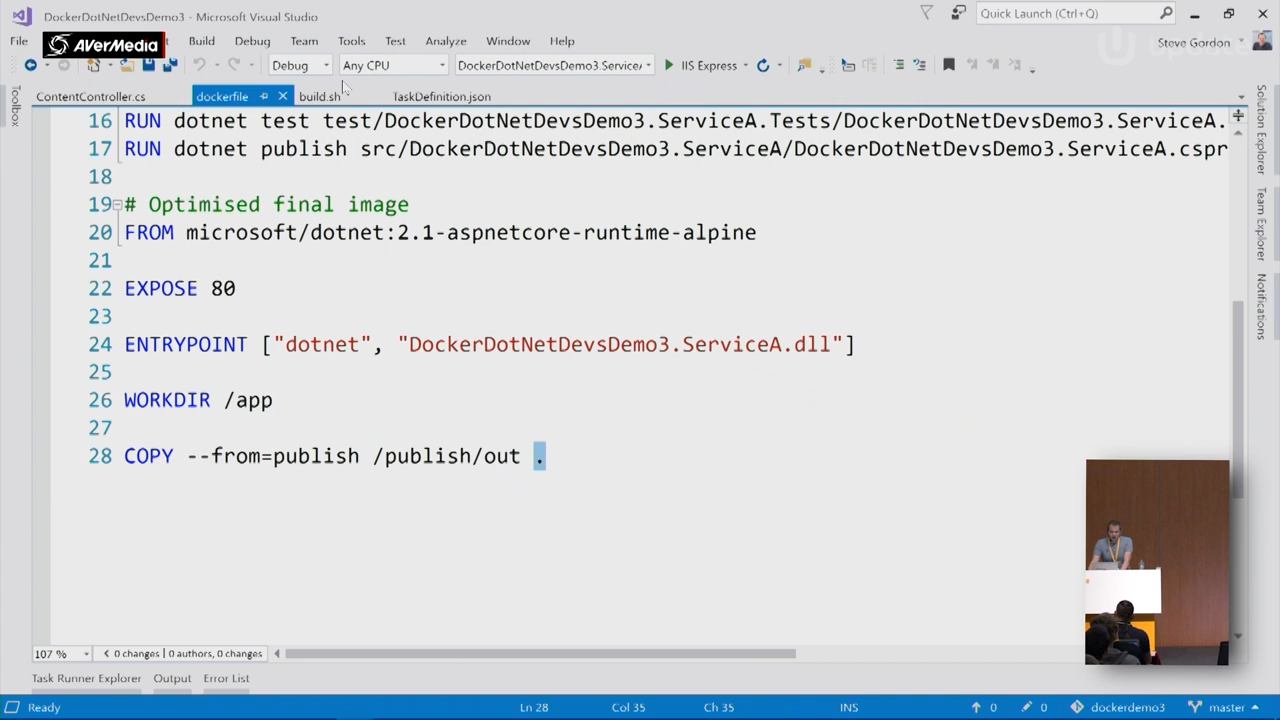 DockerDotNetDevsDemo3 - Microsoft Visual Studio
Quick Launch (Ctrl+Q)
File
AVerMedia
Build Debug Team Tools Test Analyze Window Help
Steve Gordon
Debug Any CPU DockerDotNetDevsDemo3.Service IIS Express
ContentController.cs dockerfile build.sh TaskDefinition.json
Toolbox
Solution Explorer
Team Explorer
Notifications
16 RUN dotnet test test/DockerDotNetDevsDemo3.ServiceA.Tests/DockerDotNetDevsDemo3.ServiceA.
17 RUN dotnet publish src/DockerDotNetDevsDemo3.ServiceA/DockerDotNetDevsDemo3.ServiceA.cspr
18
19 # Optimised final image
20 FROM microsoft/dotnet:2.1-aspnetcore-runtime-alpine
21
22 EXPOSE 80
23
24 ENTRYPOINT ["dotnet", "DockerDotNetDevsDemo3.ServiceA.dll"]
25
26 WORKDIR /app
27
28 COPY --from=publish /publish/out .
107 % 0 changes | 0 authors, 0 changes
Task Runner Explorer Output Error List
Ready Ln 28 Col 35 Ch 35 INS 0 0 dockerdemo3 master